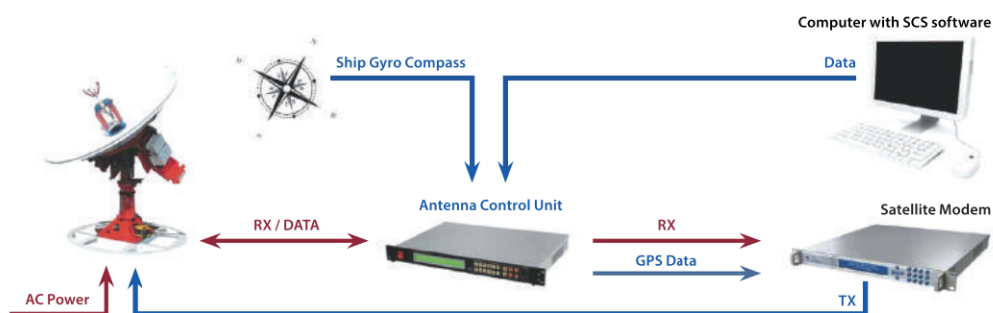 Computer with SCS software
Ship Gyro Compass
Data
Antenna Control Unit
Satellite Modem
RX / DATA
RX
GPS Data
AC Power
TX